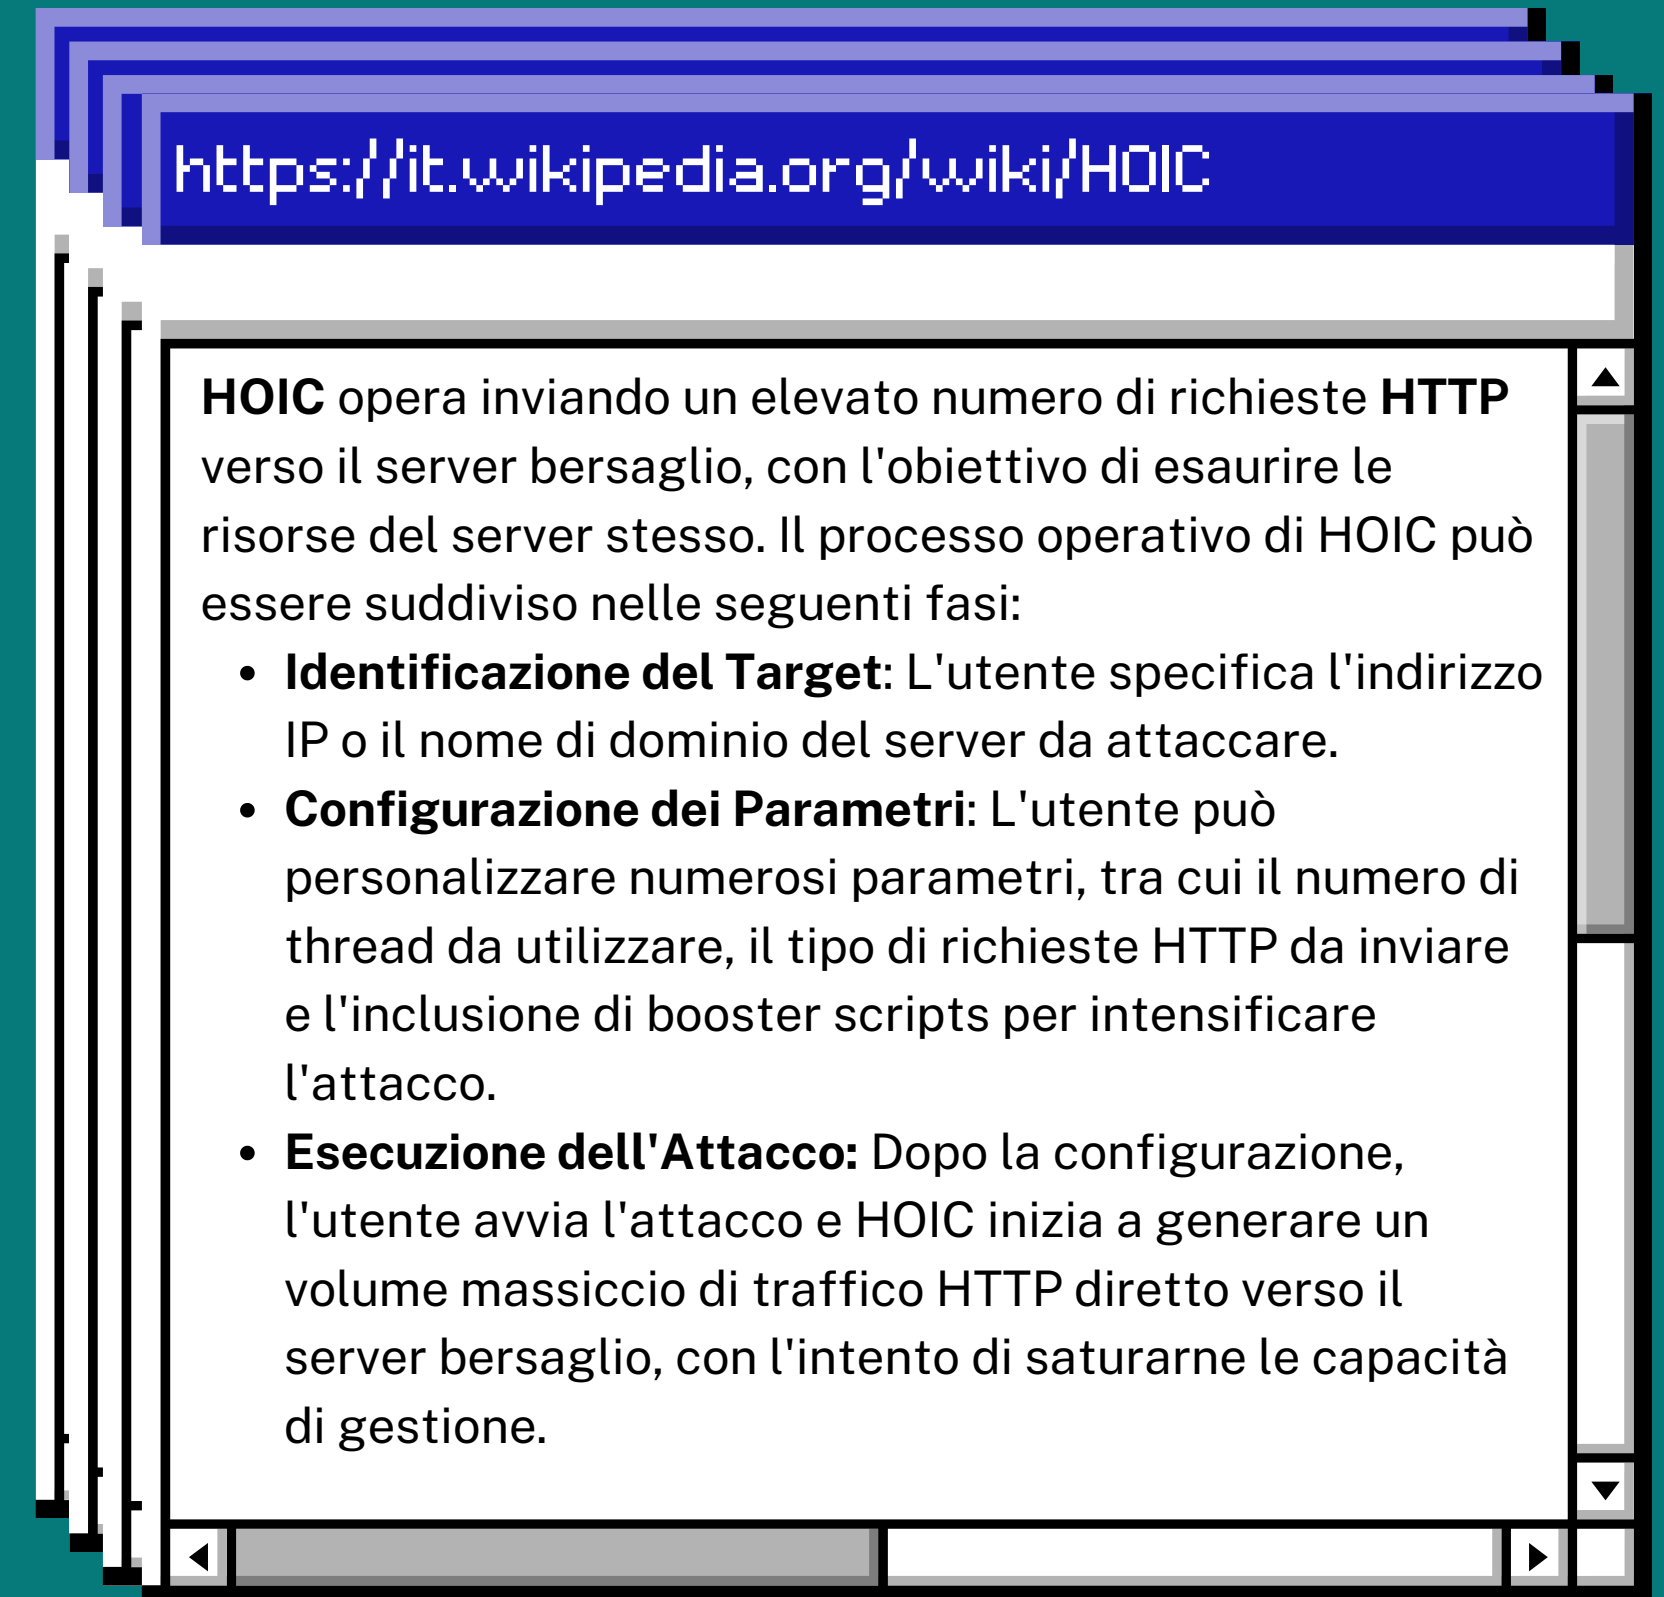 https://it.wikipedia.org/wiki/HOIC
HOIC opera inviando un elevato numero di richieste HTTP
verso il server bersaglio, con l'obiettivo di esaurire le
risorse del server stesso. Il processo operativo di HOIC può
essere suddiviso nelle seguenti fasi:
• Identificazione del Target: L'utente specifica l'indirizzo
IP o il nome di dominio del server da attaccare.
• Configurazione dei Parametri: L'utente può
personalizzare numerosi parametri, tra cui il numero di
thread da utilizzare, il tipo di richieste HTTP da inviare
e l'inclusione di booster scripts per intensificare
l'attacco.
• Esecuzione dell'Attacco: Dopo la configurazione,
l'utente avvia l'attacco e HOIC inizia a generare un
volume massiccio di traffico HTTP diretto verso il
server bersaglio, con l'intento di saturarne le capacità
di gestione.